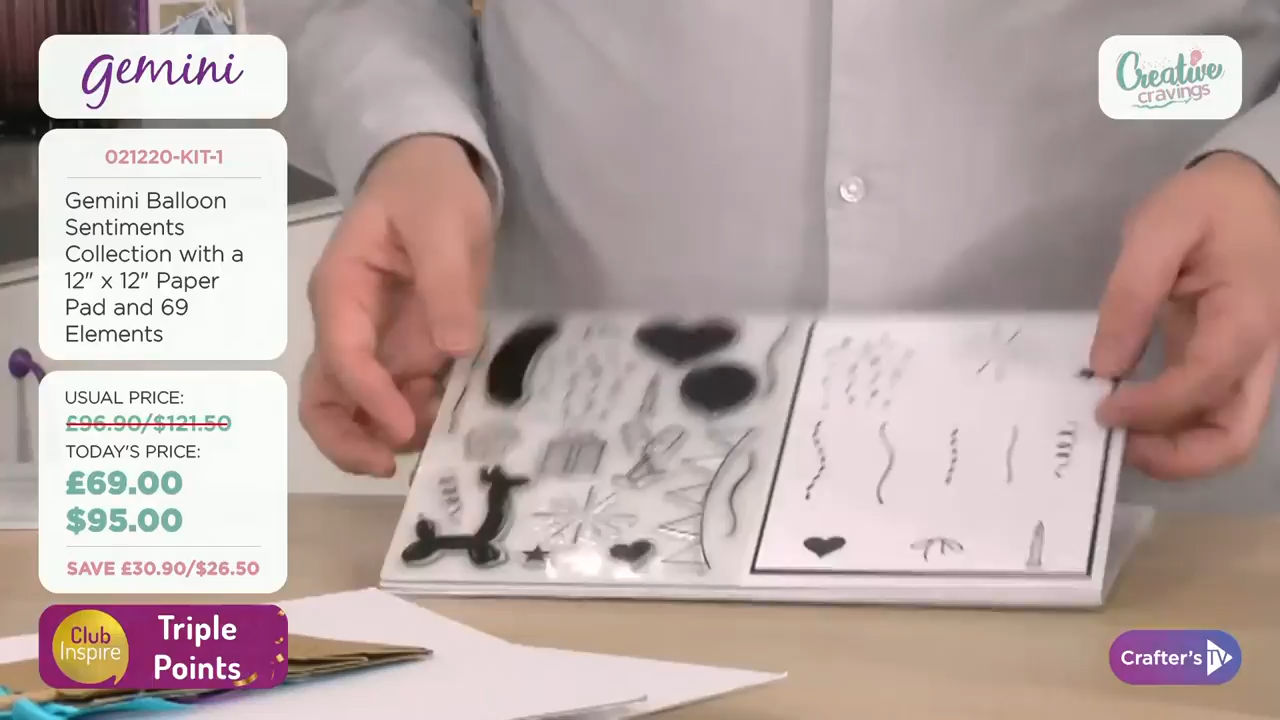 gemini
021220-KIT-1
Gemini Balloon
Sentiments
Collection with a
12" x 12" Paper
Pad and 69
Elements
USUAL PRICE:
£96.90/$121.50
TODAY'S PRICE:
£69.00
$95.00
SAVE £30.90/$26.50
Club
Inspire
Triple
Points
Creative
cravings
Crafter's TV